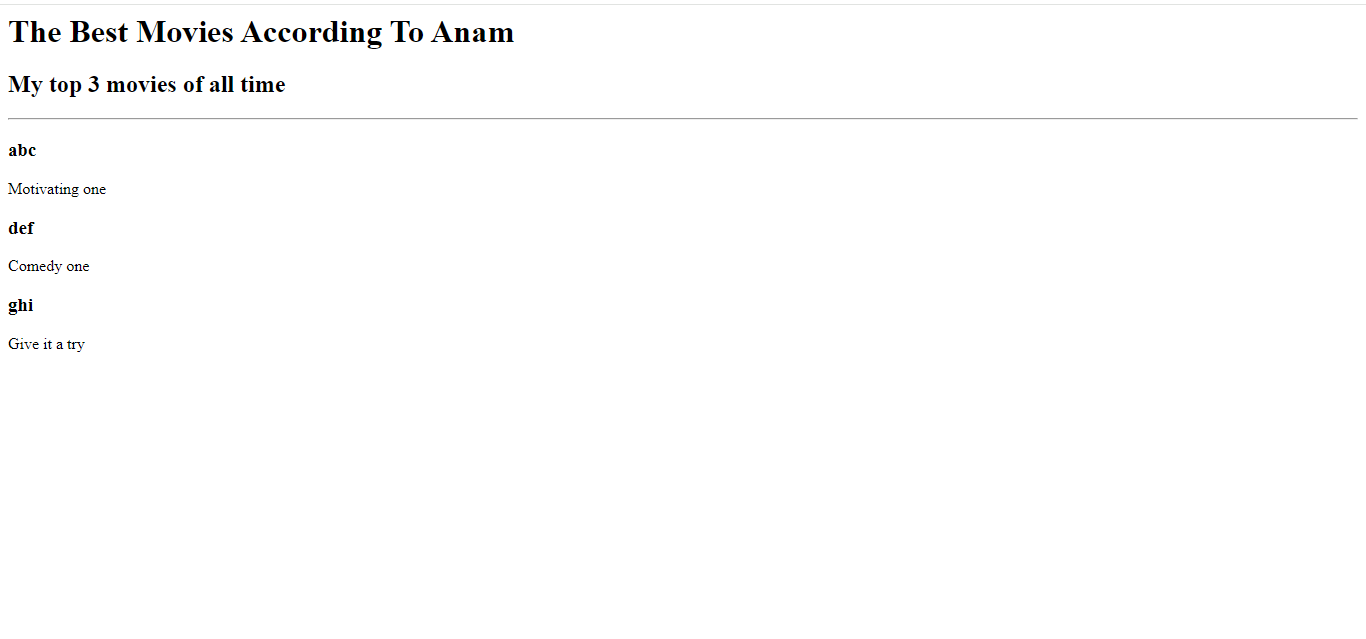 The Best Movies According To Anam
My top 3 movies of all time
abc
Motivating one
def
Comedy one
ghi
Give it a try